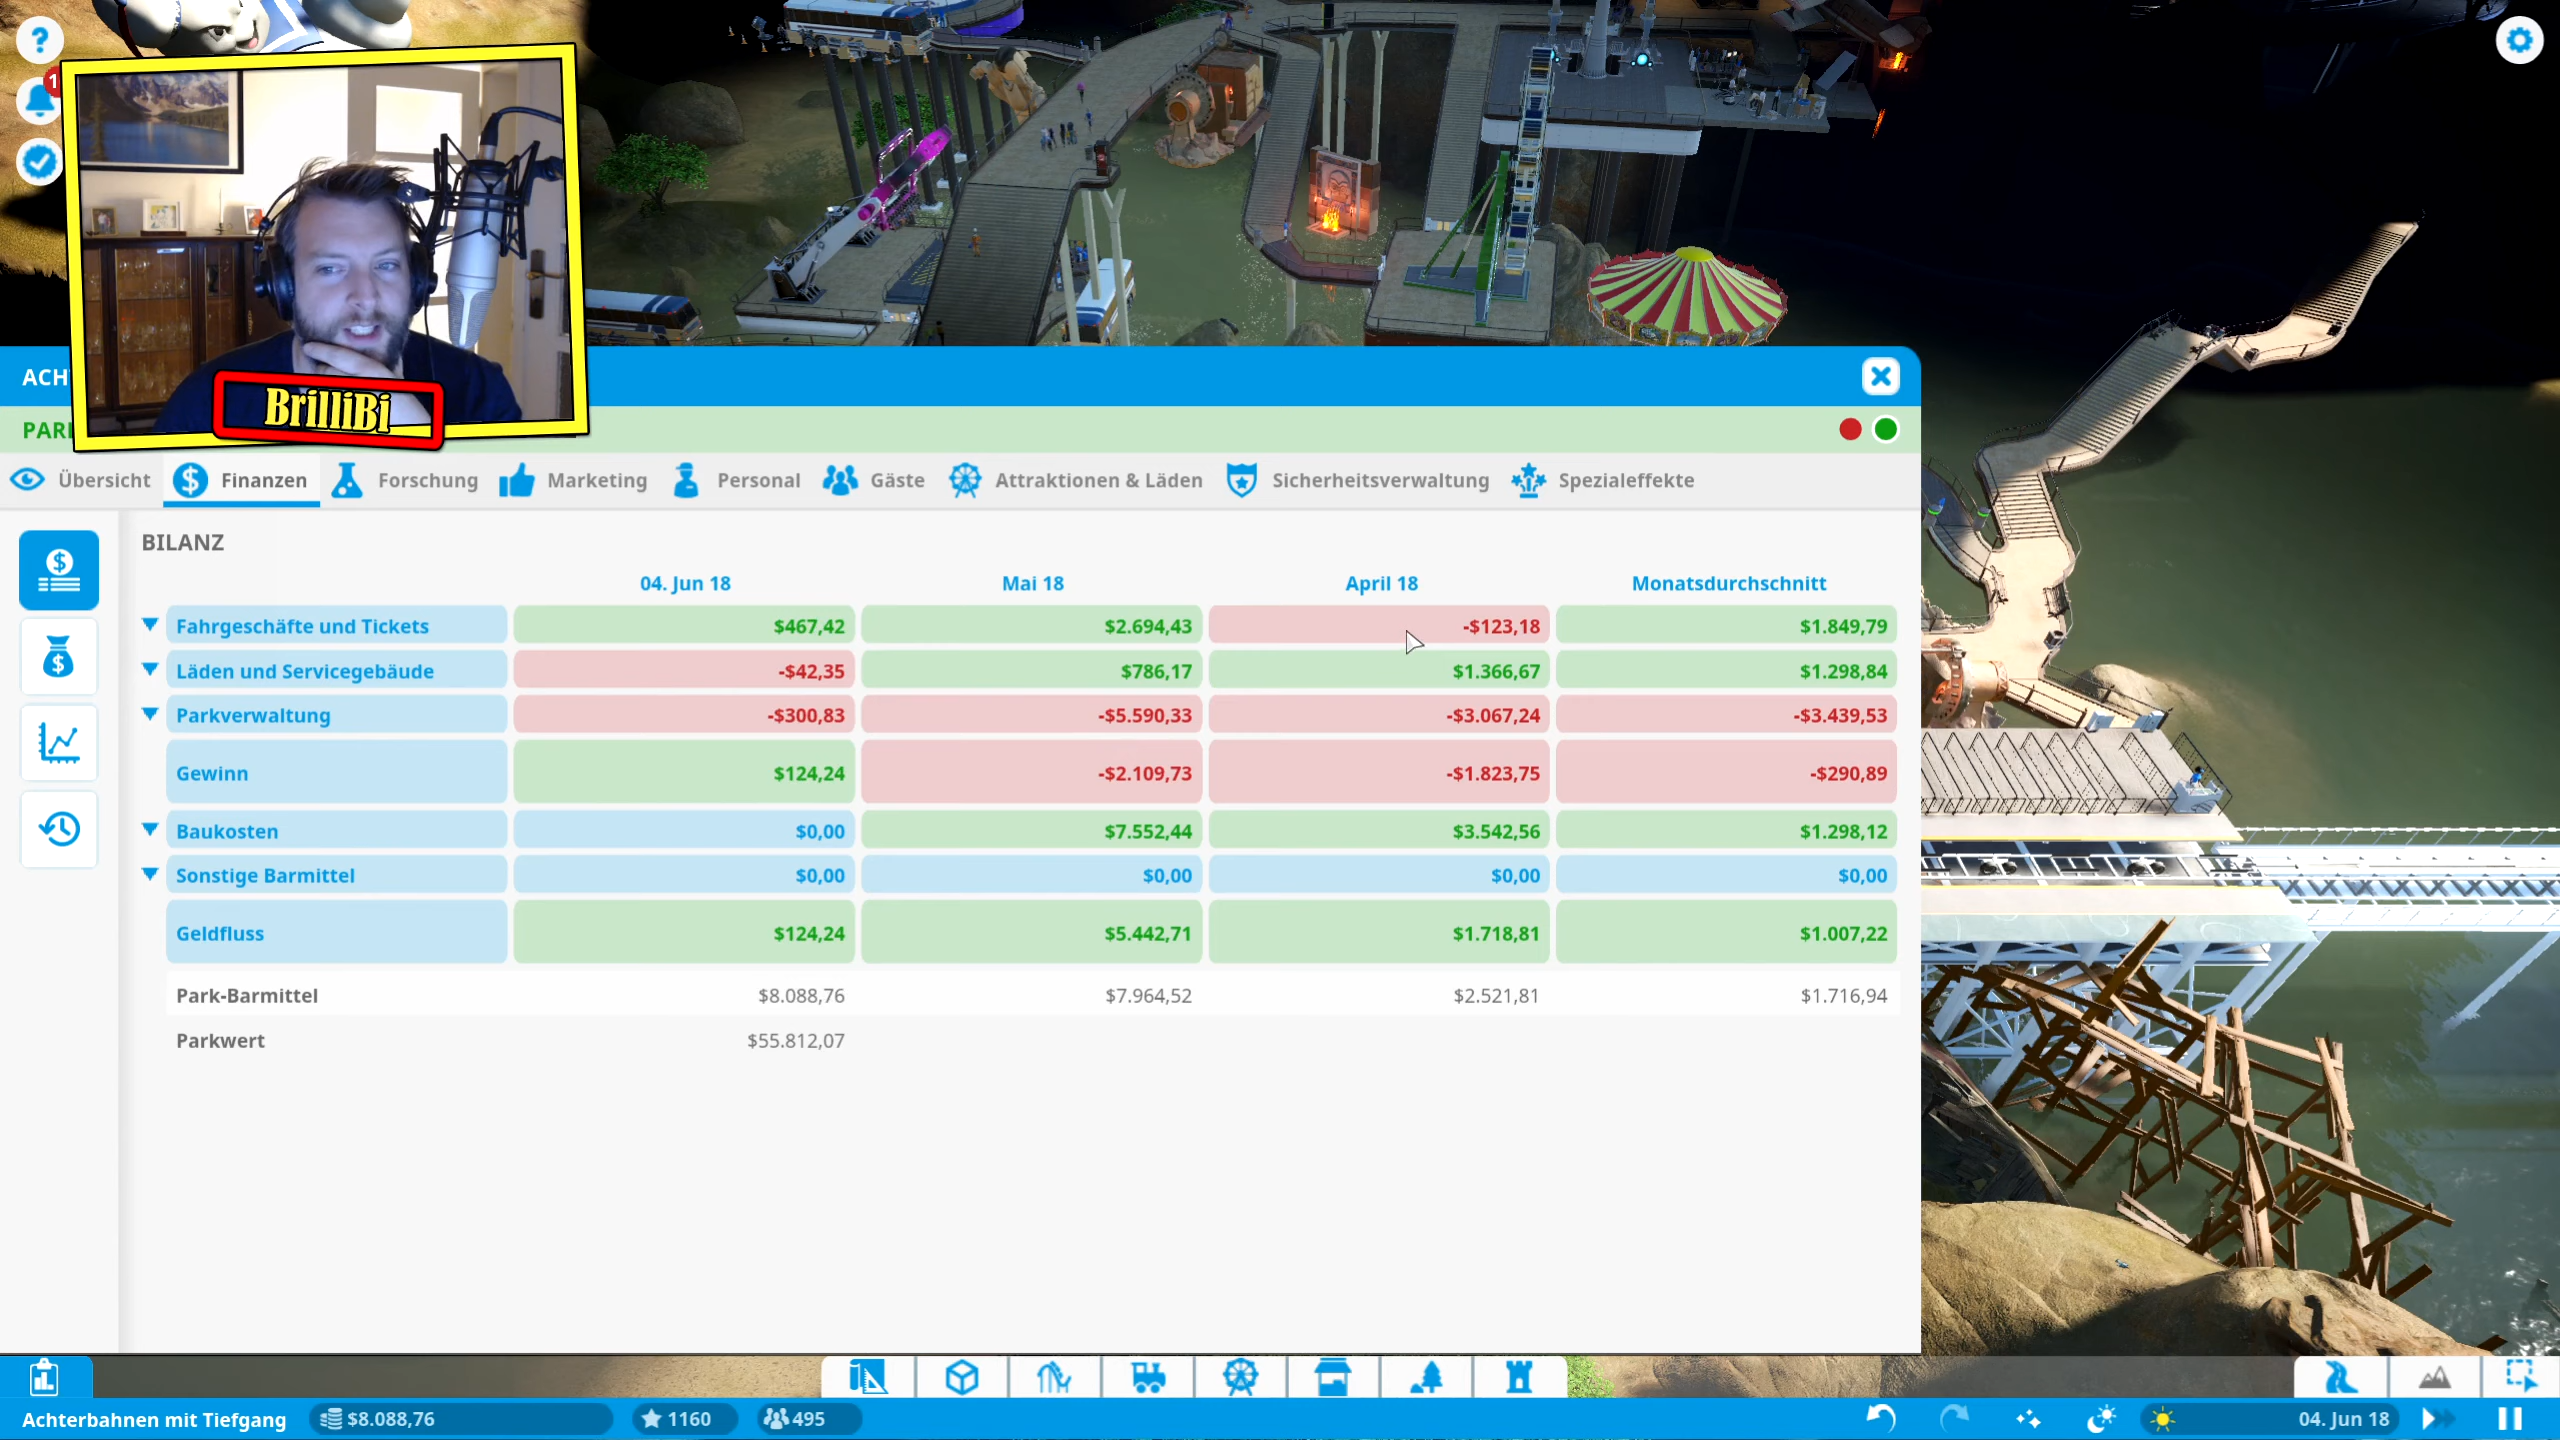 ?
1
BrilliBi
ACH
PARK
Übersicht Finanzen Forschung Marketing Personal Gäste Attraktionen & Läden Sicherheitsverwaltung Spezialeffekte
BILANZ
04. Jun 18 Mai 18 April 18 Monatsdurchschnitt
Fahrgeschäfte und Tickets $467,42 $2.694,43 -$123,18 $1.849,79
Läden und Servicegebäude -$42,35 $786,17 $1.366,67 $1.298,84
Parkverwaltung -$300,83 -$5.590,33 -$3.067,24 -$3.439,53
Gewinn $124,24 -$2.109,73 -$1.823,75 -$290,89
Baukosten $0,00 $7.552,44 $3.542,56 $1.298,12
Sonstige Barmittel $0,00 $0,00 $0,00 $0,00
Geldfluss $124,24 $5.442,71 $1.718,81 $1.007,22
Park-Barmittel $8.088,76 $7.964,52 $2.521,81 $1.716,94
Parkwert $55.812,07
Achterbahnen mit Tiefgang $8.088,76 1160 495 04. Jun 18